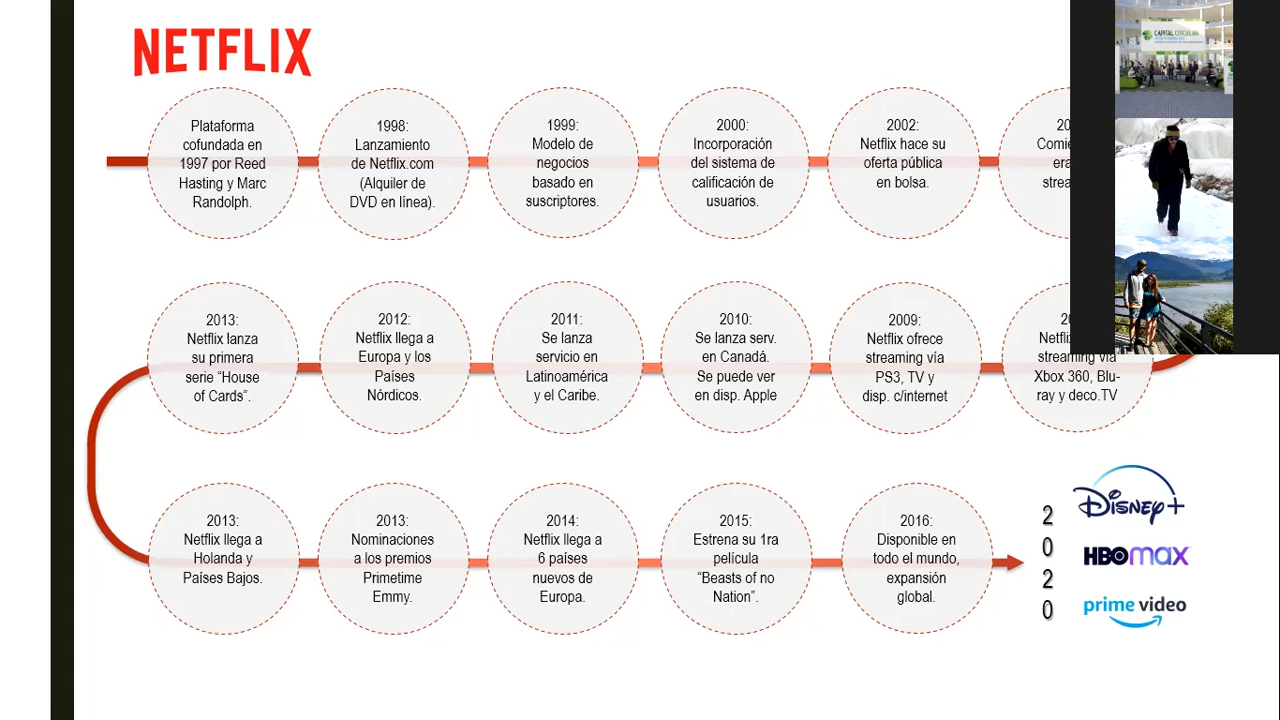 NETFLIX
Plataforma
cofundada en
1997 por Reed
Hasting y Marc
Randolph.
1998:
Lanzamiento
de Netflix.com
(Alquiler de
DVD en línea).
1999:
Modelo de
negocios
basado en
suscriptores.
2000:
Incorporación
del sistema de
calificación de
usuarios.
2002:
Netflix hace su
oferta pública
en bolsa.
2013:
Netflix lanza
su primera
serie “House
of Cards”.
2012:
Netflix llega a
Europa y los
Países
Nórdicos.
2011:
Se lanza
servicio en
Latinoamérica
y el Caribe.
2010:
Se lanza serv.
en Canadá.
Se puede ver
en disp. Apple
2009:
Netflix ofrece
streaming vía
PS3, TV y
disp. c/internet
streaming vía
Xbox 360, Blu-
ray y deco.TV
2013:
Netflix llega a
Holanda y
Países Bajos.
2013:
Nominaciones
a los premios
Primetime
Emmy.
2014:
Netflix llega a
6 países
nuevos de
Europa.
2015:
Estrena su 1ra
película
“Beasts of no
Nation”.
2016:
Disponible en
todo el mundo,
expansión
global.
2
0
2
0
Disney+
HBOmax
prime video
CAPITAL CIRCULAR